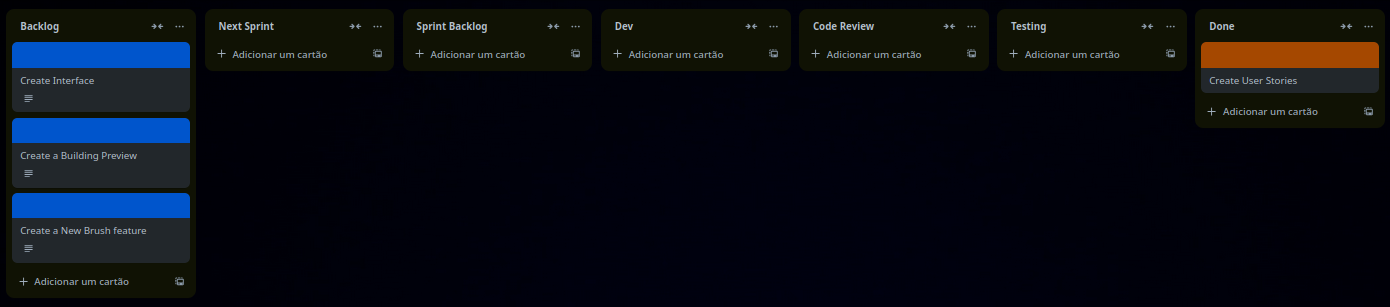 Backlog
Create Interface
Create a Building Preview
Create a New Brush feature
Adicionar um cartão
Next Sprint
Adicionar um cartão
Sprint Backlog
Adicionar um cartão
Dev
Adicionar um cartão
Code Review
Adicionar um cartão
Testing
Adicionar um cartão
Done
Create User Stories
Adicionar um cartão